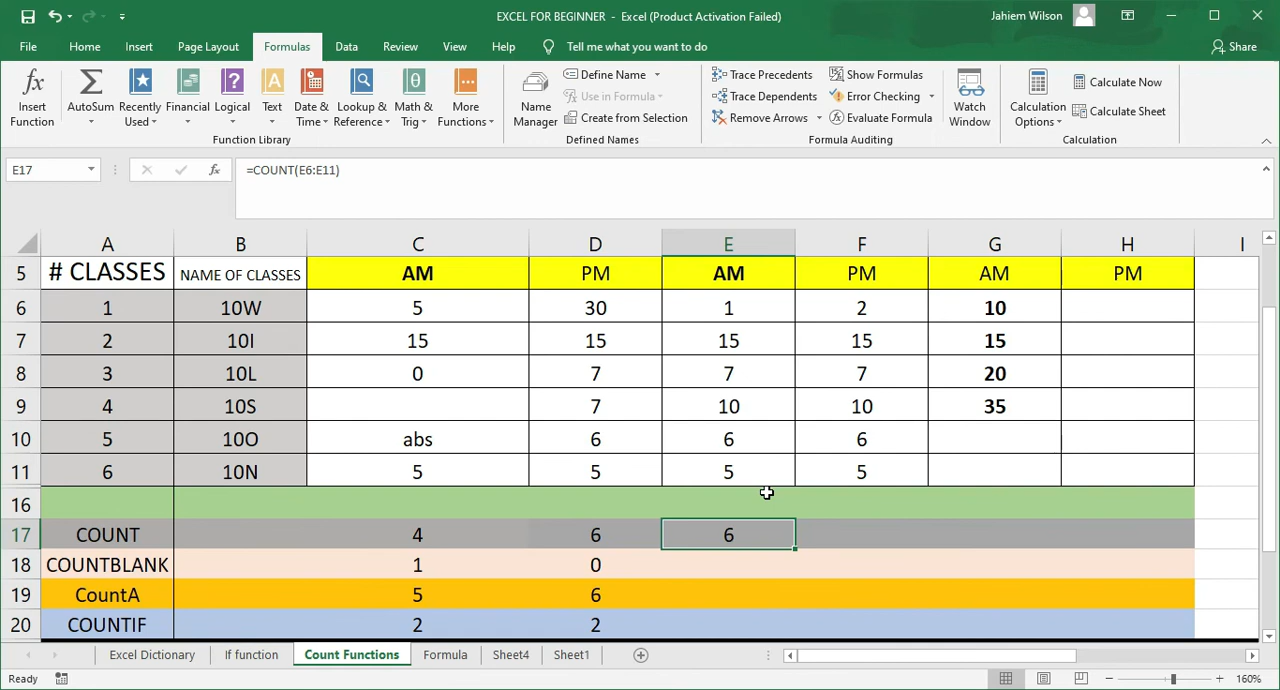 EXCEL FOR BEGINNER - Excel (Product Activation Failed)
Jahiem Wilson
File Home Insert Page Layout Formulas Data Review View Help Tell me what you want to do Share
Insert Function
AutoSum
Recently Used
Financial
Logical
Text
Date & Time
Lookup & Reference
Math & Trig
More Functions
Function Library
Name Manager
Define Name
Use in Formula
Create from Selection
Defined Names
Trace Precedents
Trace Dependents
Remove Arrows
Show Formulas
Error Checking
Evaluate Formula
Formula Auditing
Watch Window
Calculation Options
Calculate Now
Calculate Sheet
Calculation
E17 fx =COUNT(E6:E11)
A B C D E F G H I
5 # CLASSES NAME OF CLASSES AM PM AM PM AM PM
6 1 10W 5 30 1 2 10
7 2 10I 15 15 15 15 15
8 3 10L 0 7 7 7 20
9 4 10S 7 10 10 35
10 5 10O abs 6 6 6
11 6 10N 5 5 5 5
16
17 COUNT 4 6 6
18 COUNTBLANK 1 0
19 CountA 5 6
20 COUNTIF 2 2
Excel Dictionary If function Count Functions Formula Sheet4 Sheet1
Ready 160%